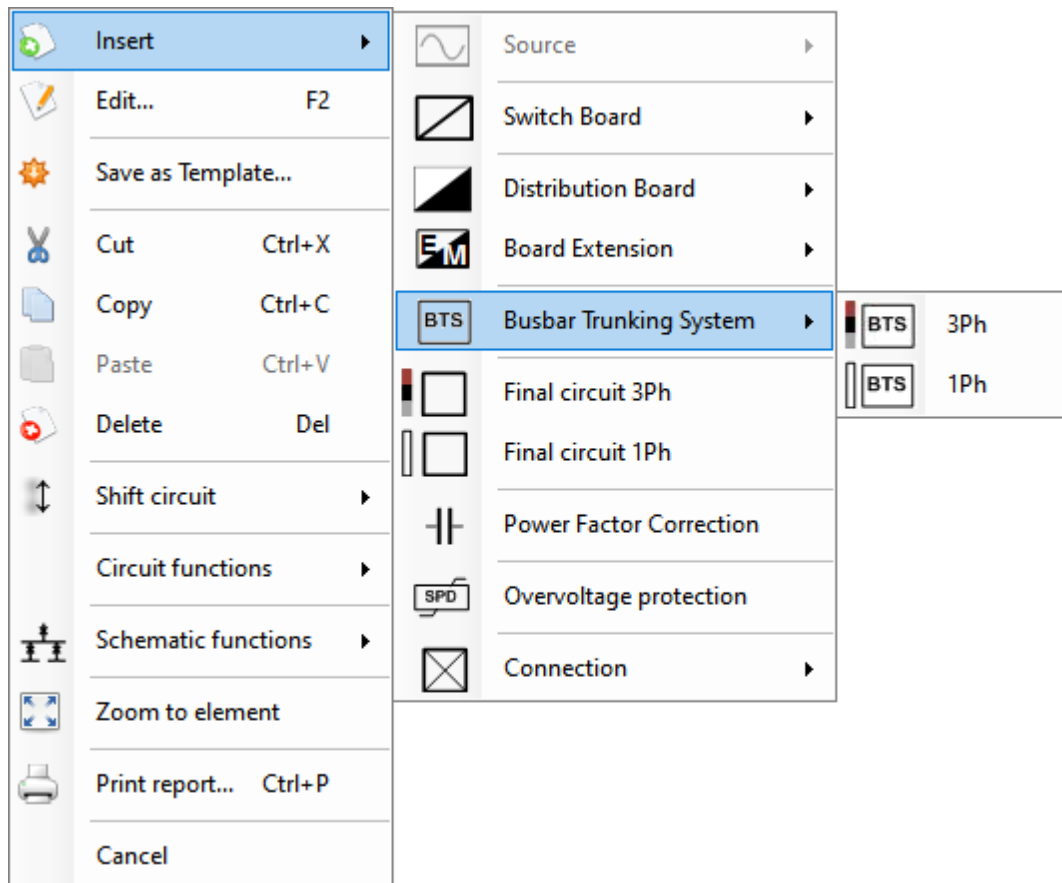 Insert
Edit... F2
Save as Template...
Cut Ctrl+X
Copy Ctrl+C
Paste Ctrl+V
Delete Del
Shift circuit
Circuit functions
Schematic functions
Zoom to element
Print report... Ctrl+P
Cancel
Source
Switch Board
Distribution Board
EM Board Extension
BTS Busbar Trunking System
Final circuit 3Ph
Final circuit 1Ph
Power Factor Correction
SPD Overvoltage protection
Connection
BTS 3Ph
BTS 1Ph